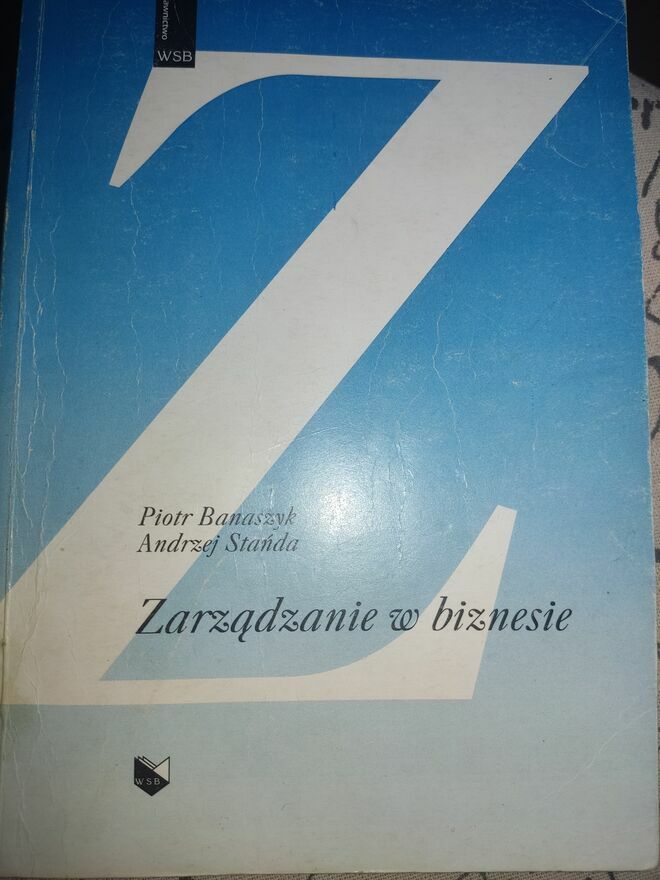 WSB
Z
Piotr Banaszyk
Andrzej Stańda
Zarządzanie w biznesie
WSB